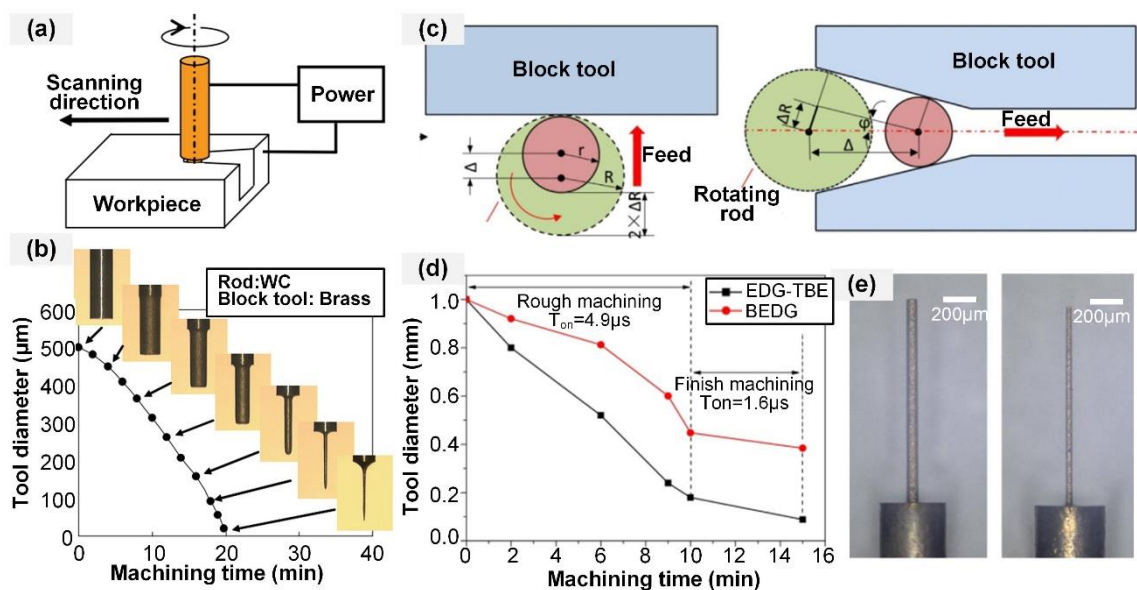 (a)
Scanning
direction
Power
Workpiece
(b)
Rod:WC
Block tool: Brass
Tool diameter (μm)
600
500
400
300
200
100
0
0 10 20 30 40
Machining time (min)
(c)
Block tool
Δ
r
R
Feed
2×ΔR
Block tool
ΔR
φ
Δ
Feed
Rotating
rod
(d)
Tool diameter (mm)
1.0
0.8
0.6
0.4
0.2
0.0
Rough machining
Ton=4.9μs
EDG-TBE
BEDG
Finish machining
Ton=1.6μs
0 2 4 6 8 10 12 14 16
Machining time (min)
(e)
200μm
200μm